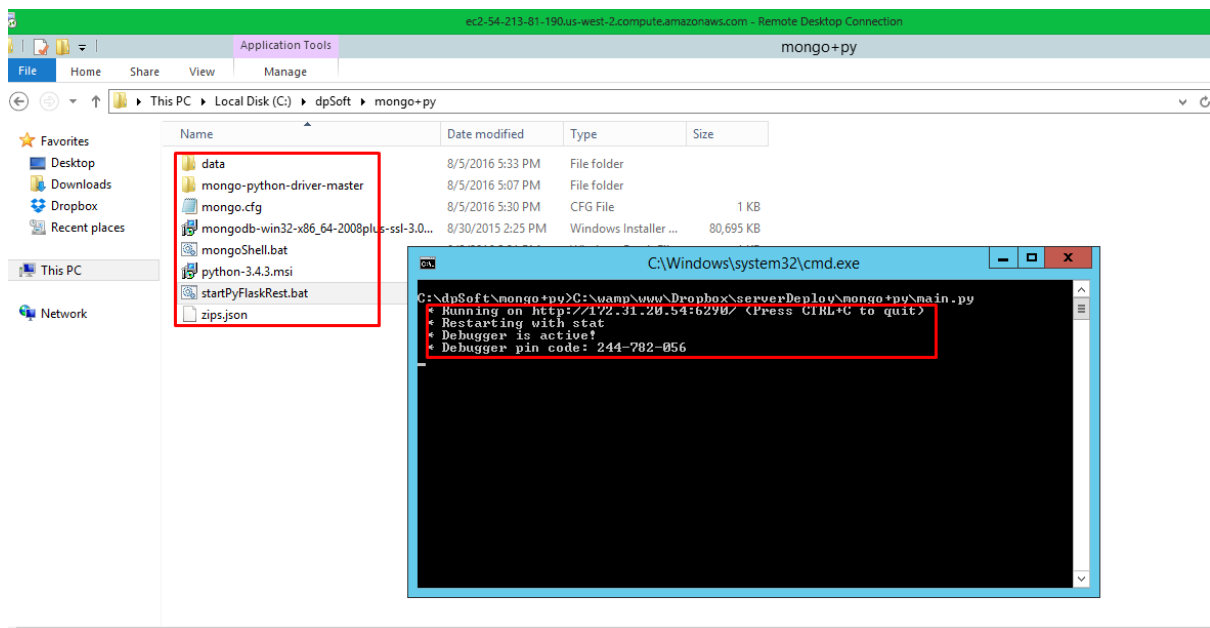 ec2-54-213-81-190.us-west-2.compute.amazonaws.com - Remote Desktop Connection
Application Tools
mongo+py
File Home Share View Manage
This PC Local Disk (C:) dpSoft mongo+py
Name Date modified Type Size
Favorites
Desktop
Downloads
Dropbox
Recent places
This PC
Network
data 8/5/2016 5:33 PM File folder
mongo-python-driver-master 8/5/2016 5:07 PM File folder
mongo.cfg 8/5/2016 5:30 PM CFG File 1 KB
mongodb-win32-x86_64-2008plus-ssl-3.0... 8/30/2015 2:25 PM Windows Installer ... 80,695 KB
mongoShell.bat
python-3.4.3.msi
startPyFlaskRest.bat
zips.json
C:\Windows\system32\cmd.exe
C:\dpSoft\mongo+py>C:\wamp\www\Dropbox\serverDeploy\mongo+py\main.py
* Running on http://172.31.20.54:6290/ (Press CTRL+C to quit)
* Restarting with stat
* Debugger is active!
* Debugger pin code: 244-782-056